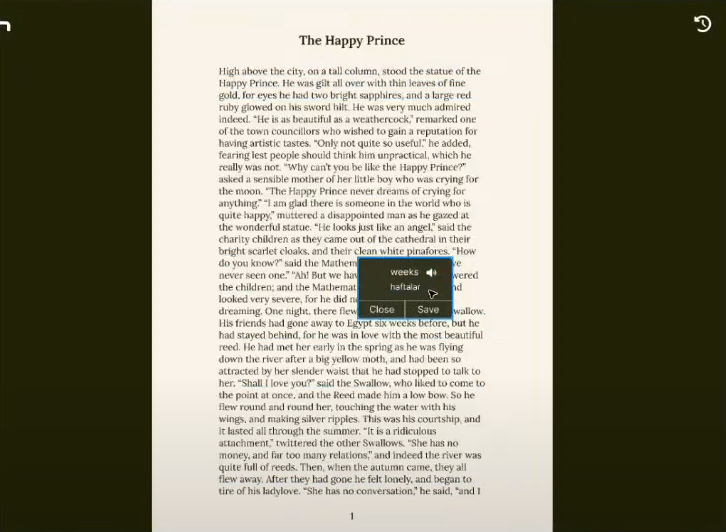 The Happy Prince
High above the city, on a tall column, stood the statue of the
Happy Prince. He was gilt all over with thin leaves of fine
gold, for eyes he had two bright sapphires, and a large red
ruby glowed on his sword hilt. He was very much admired
indeed. “He is as beautiful as a weathercock,” remarked one
of the town councillors who wished to gain a reputation for
having artistic tastes. “Only not quite so useful,” he added,
fearing lest people should think him unpractical, which he
really was not. “Why can't you be like the Happy Prince?”
asked a sensible mother of her little boy who was crying for
the moon. “The Happy Prince never dreams of crying for
anything.” “I am glad there is someone in the world who is
quite happy,” muttered a disappointed man as he gazed at
the wonderful statue. “He looks just like an angel,” said the
charity children as they came out of the cathedral in their
bright scarlet cloaks, and their clean white pinafores. “How
do you know?” said the Mathem
never seen one.” “Ah! But we hav
the children; and the Mathemat
looked very severe, for he did n
dreaming. One night, there flew
weeks
haftalar
Close Save
His friends had gone away to Egypt six weeks before, but he
had stayed behind, for he was in love with the most beautiful
reed. He had met her early in the spring as he was flying
down the river after a big yellow moth, and had been so
attracted by her slender waist that he had stopped to talk to
her. “Shall I love you?” said the Swallow, who liked to come to
the point at once, and the Reed made him a low bow. So he
flew round and round her, touching the water with his
wings, and making silver ripples. This was his courtship, and
it lasted all through the summer. “It is a ridiculous
attachment,” twittered the other Swallows. “She has no
money, and far too many relations,” and indeed the river was
quite full of reeds. Then, when the autumn came, they all
flew away. After they had gone he felt lonely, and began to
tire of his ladylove. “She has no conversation,” he said, “and I
1